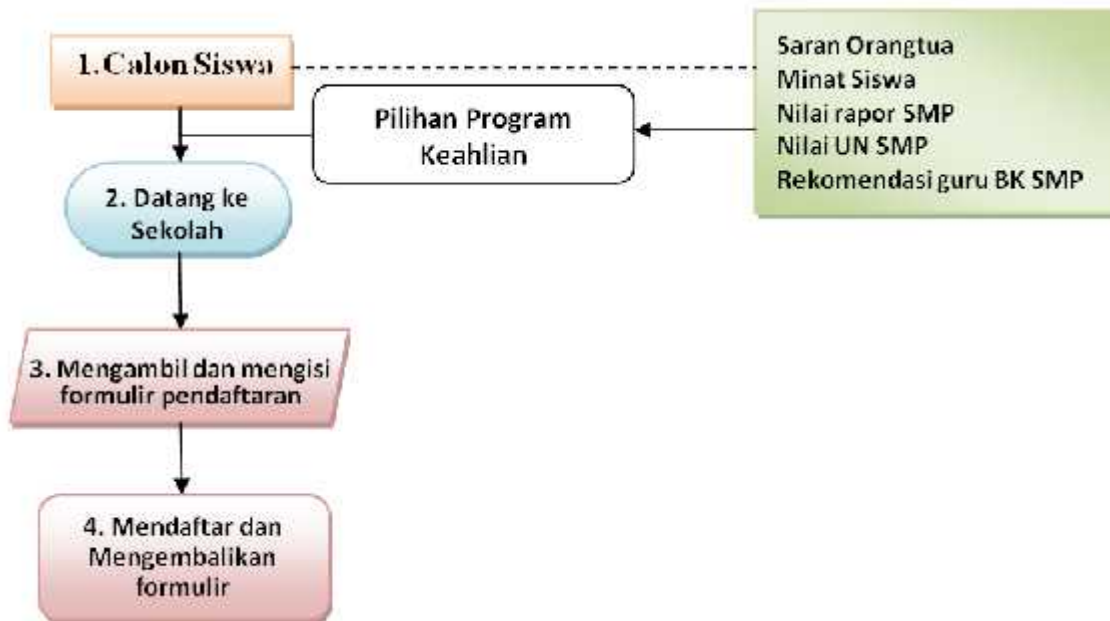 1. Calon Siswa
Pilihan Program
Keahlian
Saran Orangtua
Minat Siswa
Nilai rapor SMP
Nilai UN SMP
Rekomendasi guru BK SMP
2. Datang ke
Sekolah
3. Mengambil dan mengisi
formulir pendaftaran
4. Mendaftar dan
Mengembalikan
formulir